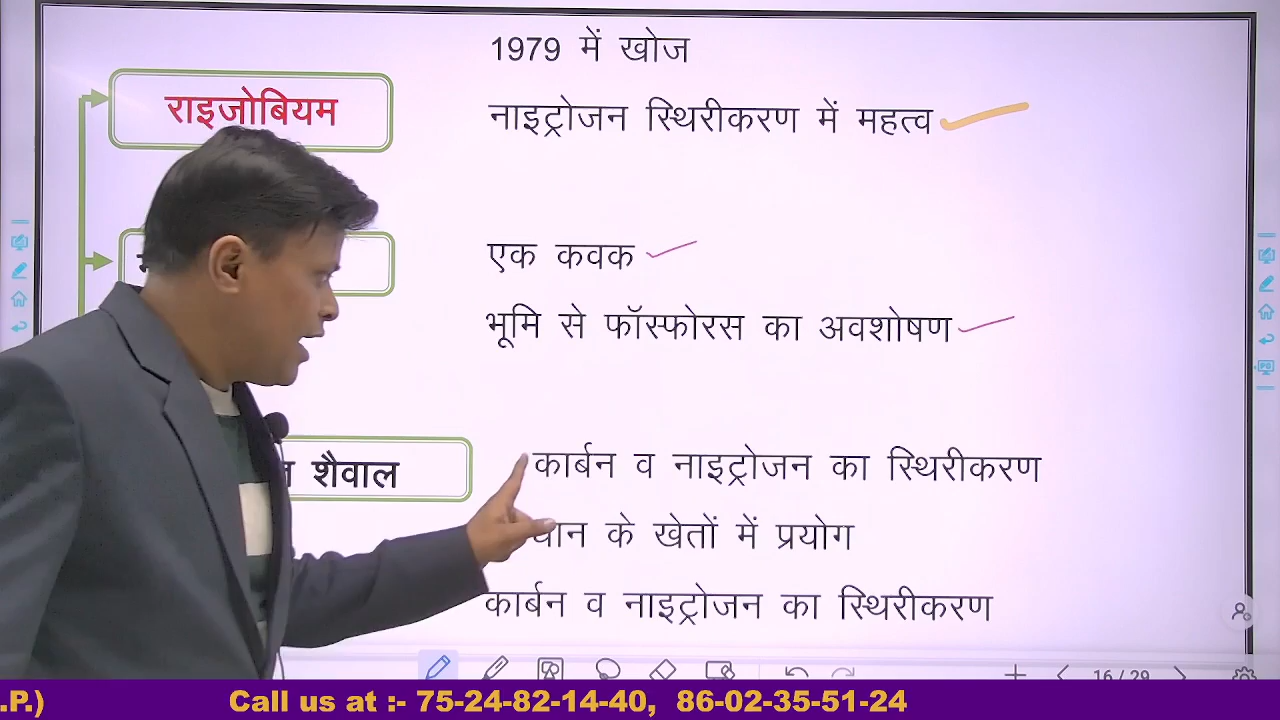 1979 में खोज
राइजोबियम
नाइट्रोजन स्थिरीकरण में महत्व
एक कवक
भूमि से फॉस्फोरस का अवशोषण
शैवाल
कार्बन व नाइट्रोजन का स्थिरीकरण
के खेतों में प्रयोग
कार्बन व नाइट्रोजन का स्थिरीकरण
16/29
.P.) Call us at :- 75-24-82-14-40, 86-02-35-51-24